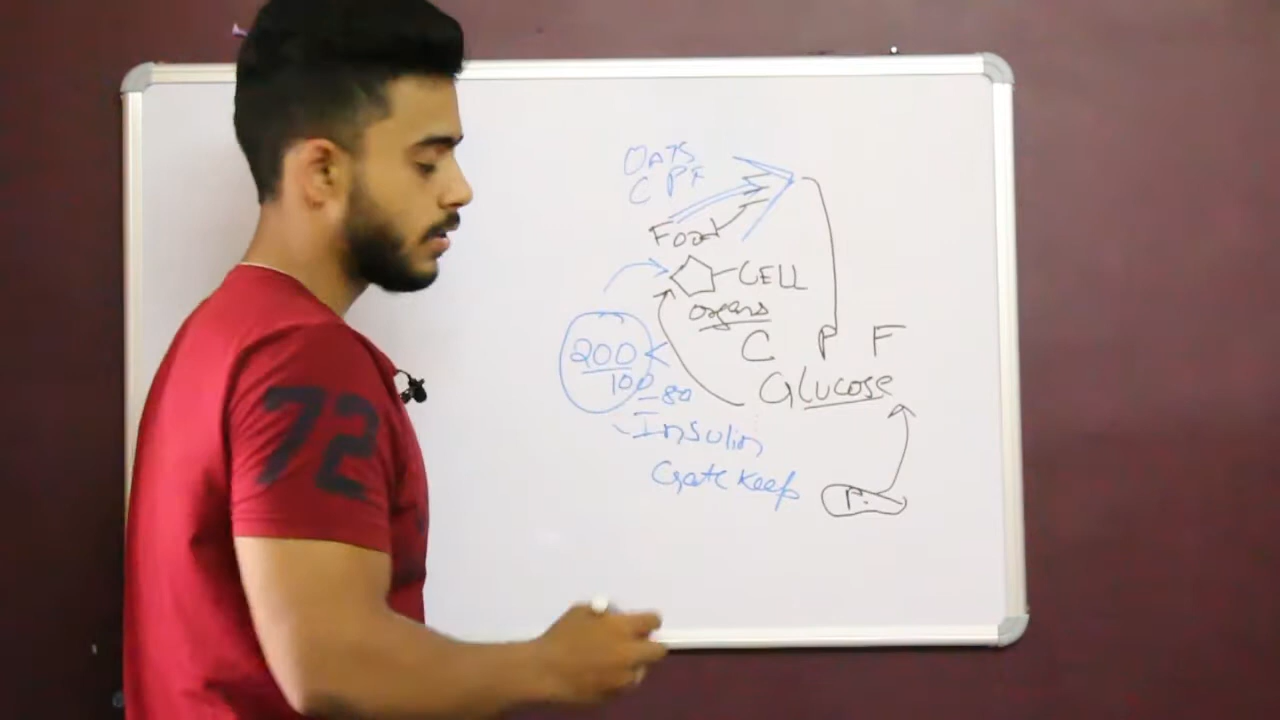 OATS
C P F
Food
CELL
organs
C P F
Glucose
200
100
80
Insulin
Gate Keep
P.
72